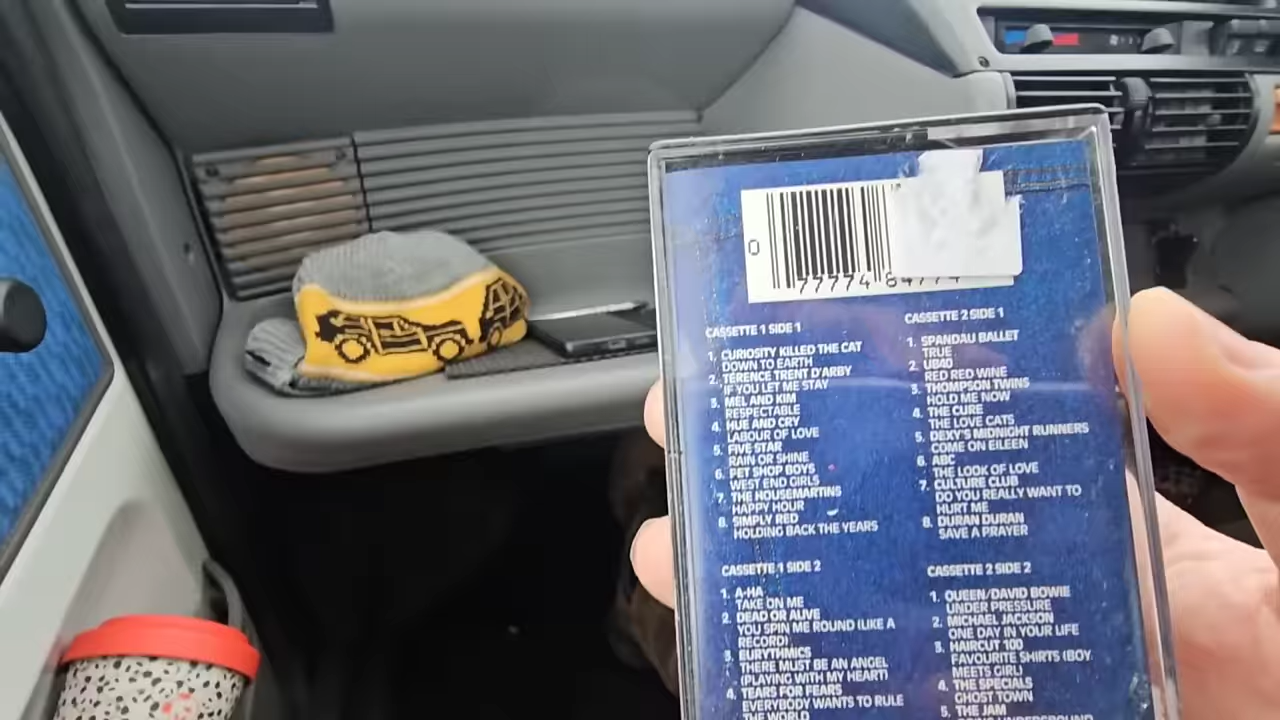 0
77774 84774
CASSETTE 1 SIDE 1
1. CURIOSITY KILLED THE CAT
DOWN TO EARTH
2. TERENCE TRENT D'ARBY
IF YOU LET ME STAY
3. MEL AND KIM
RESPECTABLE
4. HUE AND CRY
LABOUR OF LOVE
5. FIVE STAR
RAIN OR SHINE
6. PET SHOP BOYS
WEST END GIRLS
7. THE HOUSEMARTINS
HAPPY HOUR
8. SIMPLY RED
HOLDING BACK THE YEARS
CASSETTE 1 SIDE 2
1. A-HA
TAKE ON ME
2. DEAD OR ALIVE
YOU SPIN ME ROUND (LIKE A
RECORD)
3. EURYTHMICS
THERE MUST BE AN ANGEL
(PLAYING WITH MY HEART)
4. TEARS FOR FEARS
EVERYBODY WANTS TO RULE
THE WORLD
CASSETTE 2 SIDE 1
1. SPANDAU BALLET
TRUE
2. UB40
RED RED WINE
3. THOMPSON TWINS
HOLD ME NOW
4. THE CURE
THE LOVE CATS
5. DEXY'S MIDNIGHT RUNNERS
COME ON EILEEN
6. ABC
THE LOOK OF LOVE
7. CULTURE CLUB
DO YOU REALLY WANT TO
HURT ME
8. DURAN DURAN
SAVE A PRAYER
CASSETTE 2 SIDE 2
1. QUEEN/DAVID BOWIE
UNDER PRESSURE
2. MICHAEL JACKSON
ONE DAY IN YOUR LIFE
3. HAIRCUT 100
FAVOURITE SHIRTS (BOY
MEETS GIRL)
4. THE SPECIALS
GHOST TOWN
5. THE JAM
GOING UNDERGROUND